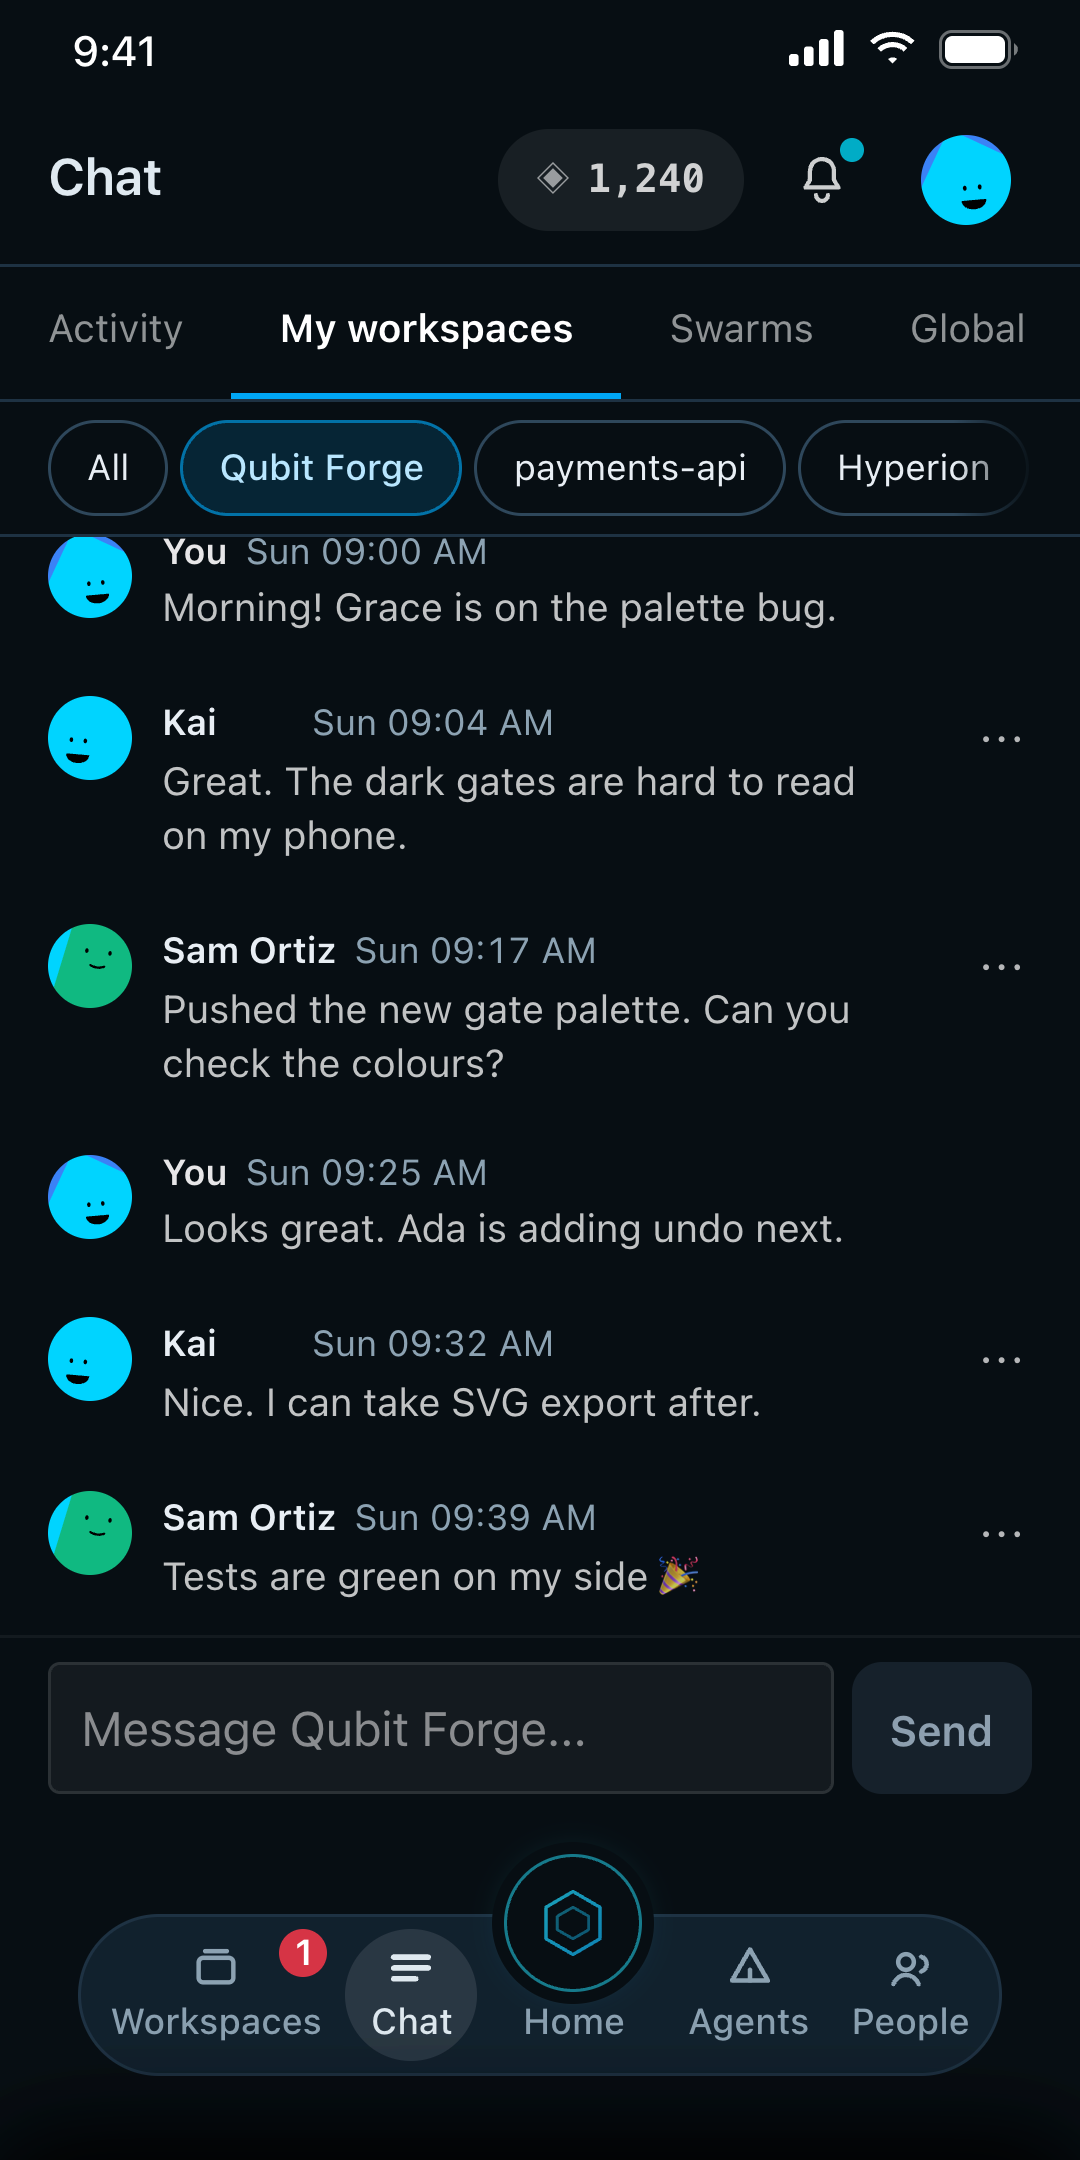 9:41
Chat
1,240
Activity
My workspaces
Swarms
Global
All
Qubit Forge
payments-api
Hyperion
You Sun 09:00 AM
Morning! Grace is on the palette bug.
Kai Sun 09:04 AM
Great. The dark gates are hard to read
on my phone.
Sam Ortiz Sun 09:17 AM
Pushed the new gate palette. Can you
check the colours?
You Sun 09:25 AM
Looks great. Ada is adding undo next.
Kai Sun 09:32 AM
Nice. I can take SVG export after.
Sam Ortiz Sun 09:39 AM
Tests are green on my side 🎉
Message Qubit Forge...
Send
1
Workspaces
Chat
Home
Agents
People